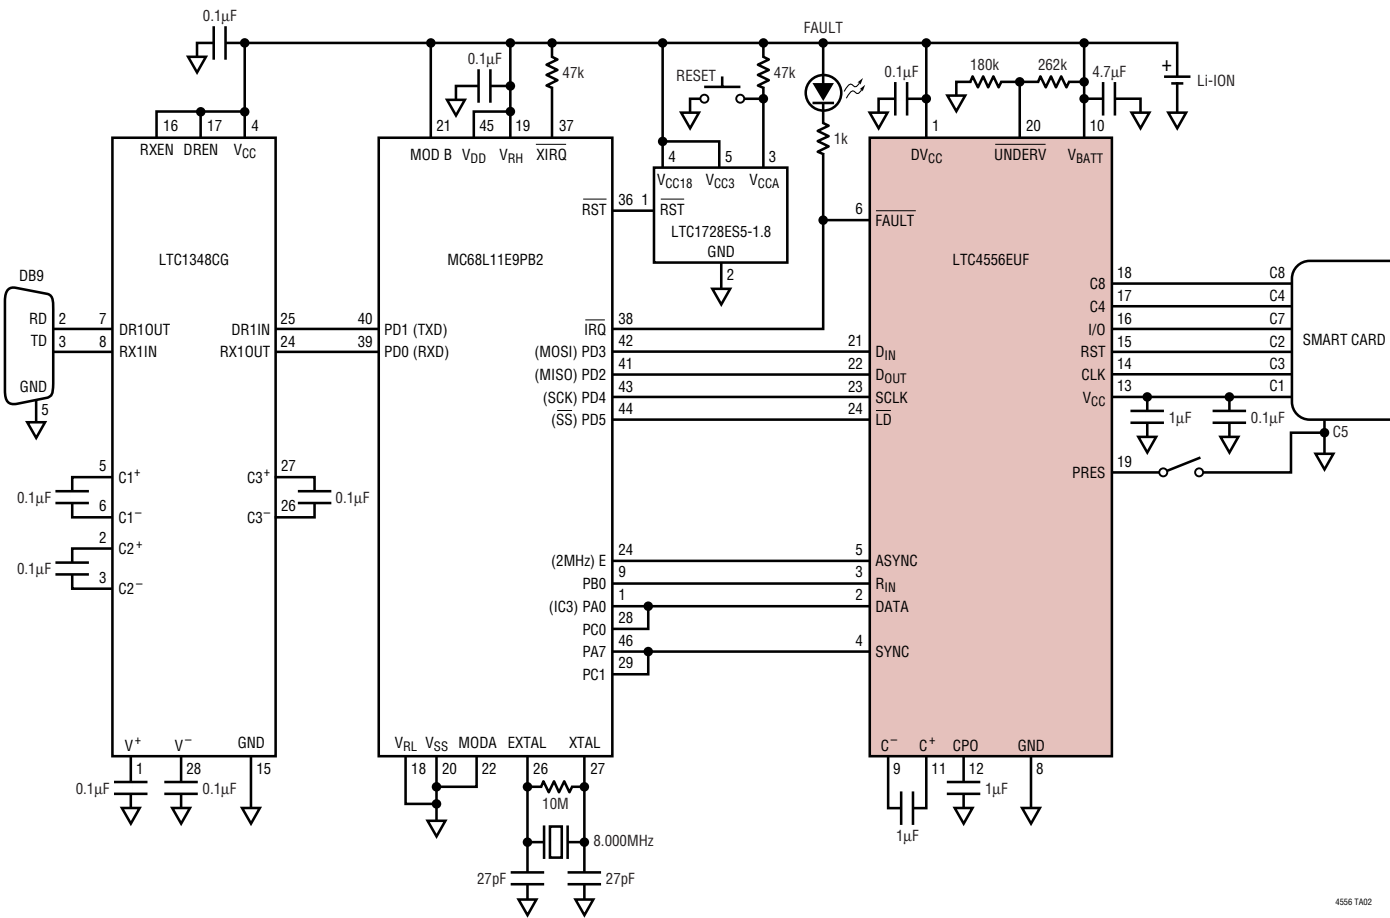 FAULT
0.1µF
0.1µF
47k
RESET
47k
0.1µF
180k
262k
4.7µF
+
Li-ION
1k
16
17
4
21
45
19
37
4
5
3
1
20
10
RXEN
DREN
VCC
MOD B
VDD
VRH
XIRQ
VCC18
VCC3
VCCA
DVCC
UNDERV
VBATT
RST
36
1
RST
LTC1728ES5-1.8
GND
2
6
FAULT
LTC1348CG
MC68L11E9PB2
LTC4556EUF
DB9
RD
2
7
DR1OUT
DR1IN
25
40
PD1 (TXD)
TD
3
8
RX1IN
RX1OUT
24
39
PD0 (RXD)
GND
5
IRQ
38
(MOSI) PD3
42
21
DIN
(MISO) PD2
41
22
DOUT
(SCK) PD4
43
23
SCLK
(SS) PD5
44
24
LD
C8
18
C8
C4
17
C4
I/O
16
C7
RST
15
C2
CLK
14
C3
VCC
13
C1
SMART CARD
1µF
0.1µF
C5
PRES
19
5
C1+
0.1µF
6
C1–
2
C2+
0.1µF
3
C2–
C3+
27
0.1µF
C3–
26
(2MHz) E
24
5
ASYNC
PB0
9
3
RIN
(IC3) PA0
1
2
DATA
PC0
28
PA7
46
4
SYNC
PC1
29
V+
V–
GND
VRL
VSS
MODA
EXTAL
XTAL
C–
C+
CPO
GND
1
28
15
18
20
22
26
27
9
11
12
8
0.1µF
0.1µF
10M
1µF
1µF
8.000MHz
27pF
27pF
4556 TA02